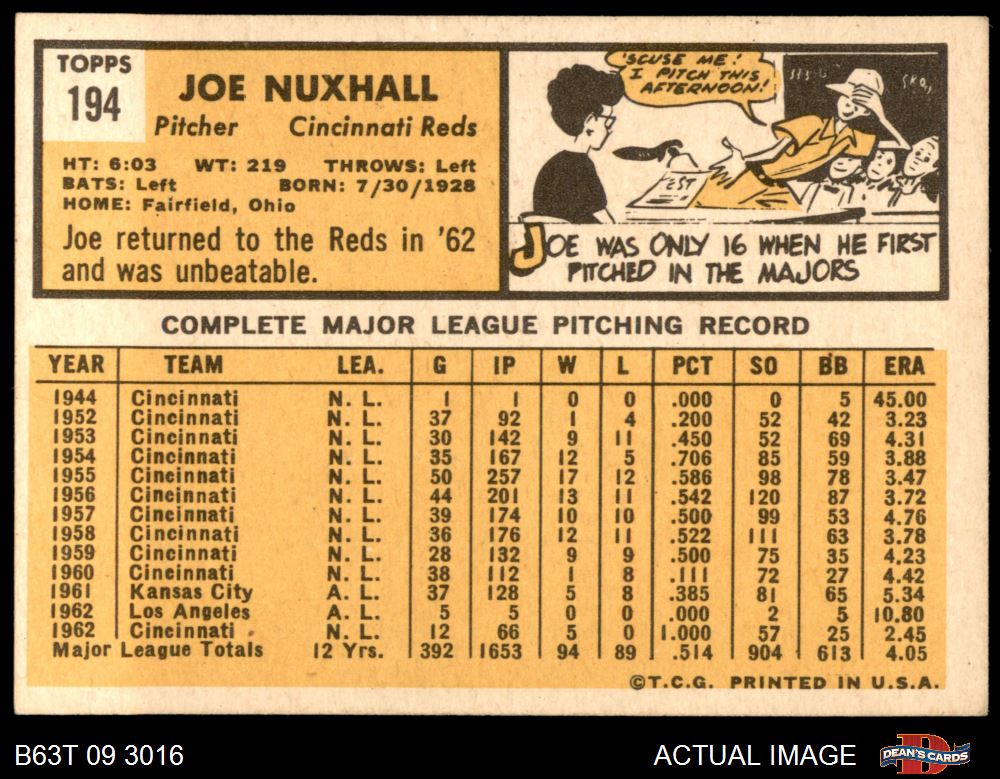 TOPPS
194
JOE NUXHALL
Pitcher Cincinnati Reds
HT: 6:03 WT: 219 THROWS: Left
BATS: Left BORN: 7/30/1928
HOME: Fairfield, Ohio
Joe returned to the Reds in '62
and was unbeatable.
'SCUSE ME!
I PITCH THIS
AFTERNOON!
TEST
JOE WAS ONLY 16 WHEN HE FIRST
PITCHED IN THE MAJORS
COMPLETE MAJOR LEAGUE PITCHING RECORD
YEAR TEAM LEA. G IP W L PCT SO BB ERA
1944 Cincinnati N. L. 1 1 0 0 .000 0 5 45.00
1952 Cincinnati N. L. 37 92 1 4 .200 52 42 3.23
1953 Cincinnati N. L. 30 142 9 11 .450 52 69 4.31
1954 Cincinnati N. L. 35 167 12 5 .706 85 59 3.88
1955 Cincinnati N. L. 50 257 17 12 .586 98 78 3.47
1956 Cincinnati N. L. 44 201 13 11 .542 120 87 3.72
1957 Cincinnati N. L. 39 174 10 10 .500 99 53 4.76
1958 Cincinnati N. L. 36 176 12 11 .522 111 63 3.78
1959 Cincinnati N. L. 28 132 9 9 .500 75 35 4.23
1960 Cincinnati N. L. 38 112 1 8 .111 72 27 4.42
1961 Kansas City A. L. 37 128 5 8 .385 81 65 5.34
1962 Los Angeles A. L. 5 5 0 0 .000 2 5 10.80
1962 Cincinnati N. L. 12 66 5 0 1.000 57 25 2.45
Major League Totals 12 Yrs. 392 1653 94 89 .514 904 613 4.05
©T.C.G. PRINTED IN U.S.A.
B63T 09 3016 ACTUAL IMAGE DEAN'S CARDS